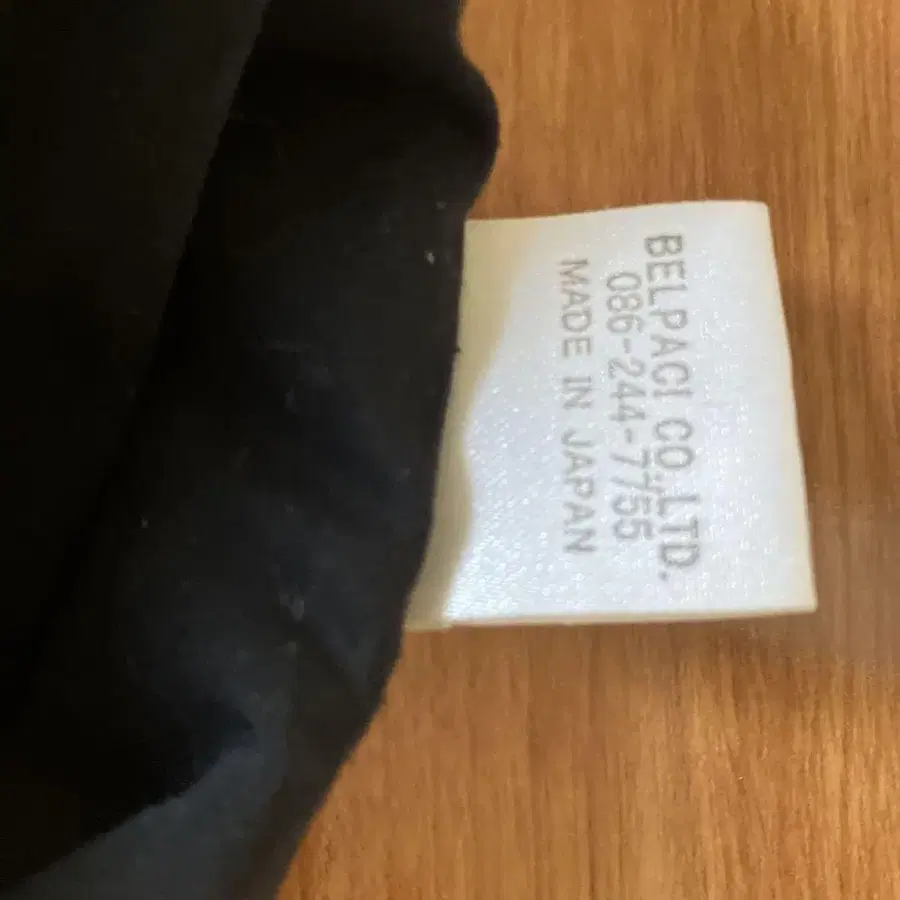 BELPACI CO.,LTD.
086-244-7755
MADE IN JAPAN